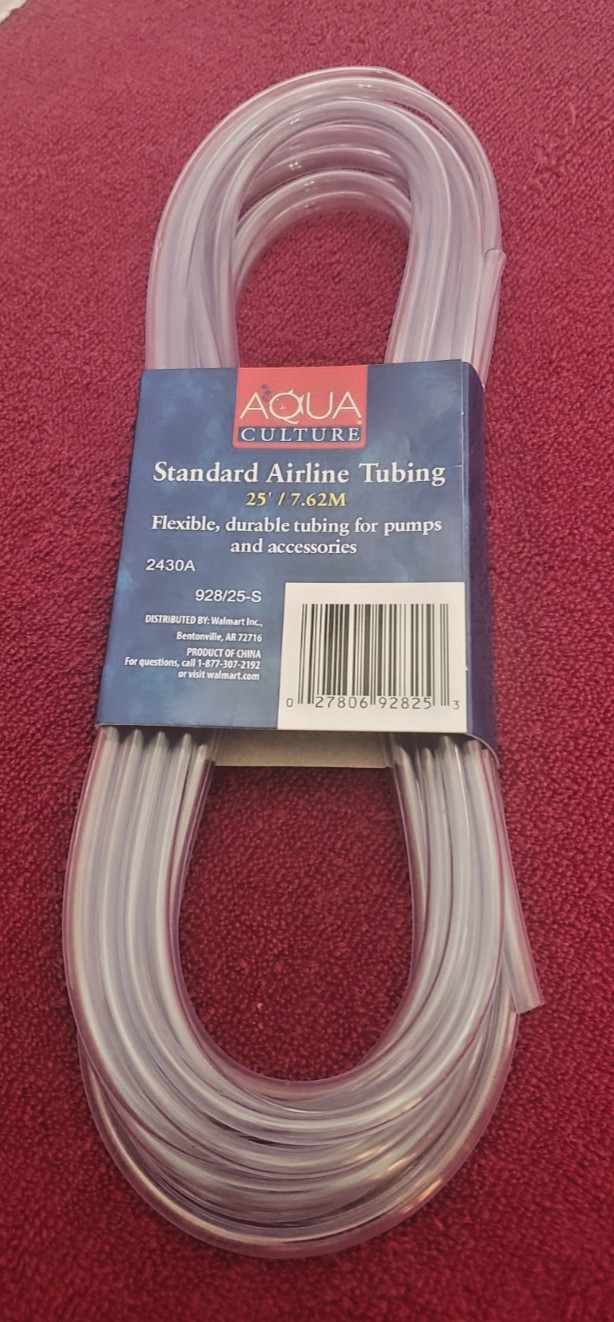 AQUA
CULTURE
Standard Airline Tubing
25' / 7.62M
Flexible, durable tubing for pumps
and accessories
2430A
928/25-S
DISTRIBUTED BY: Walmart Inc.,
Bentonville, AR 72716
PRODUCT OF CHINA
For questions, call 1-877-307-2192
or visit walmart.com
0 27806 92825 3